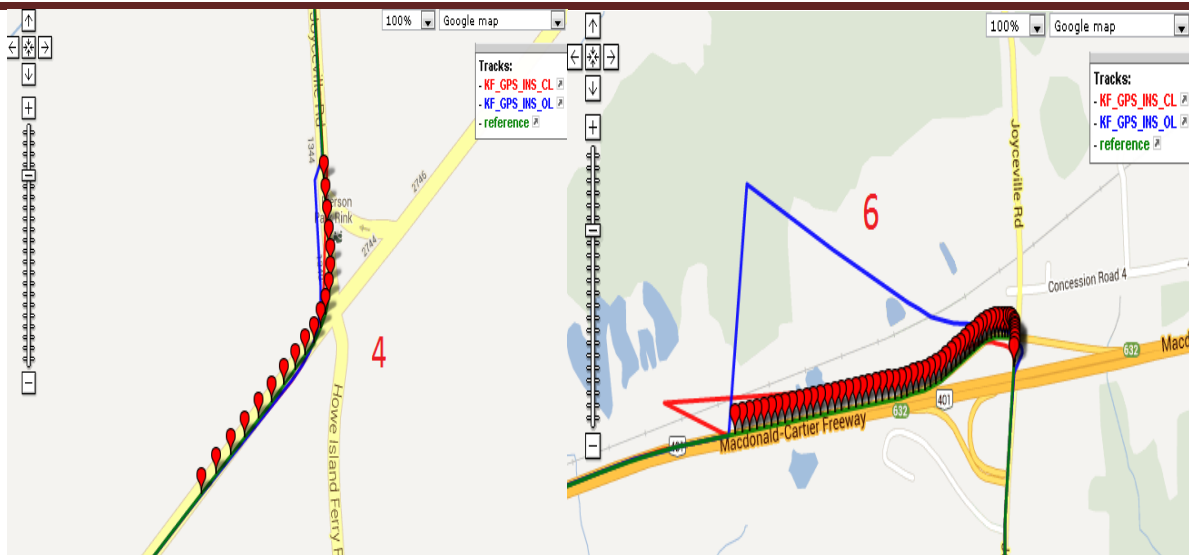 100%
Google map
Tracks:
- KF_GPS_INS_CL
- KF_GPS_INS_OL
- reference
Joyceville Rd
1344
2746
2744
4
Howe Island Ferry
100%
Google map
Tracks:
- KF_GPS_INS_CL
- KF_GPS_INS_OL
- reference
6
Joyceville Rd
Concession Road 4
632
Macd
401
632
Macdonald-Cartier Freeway